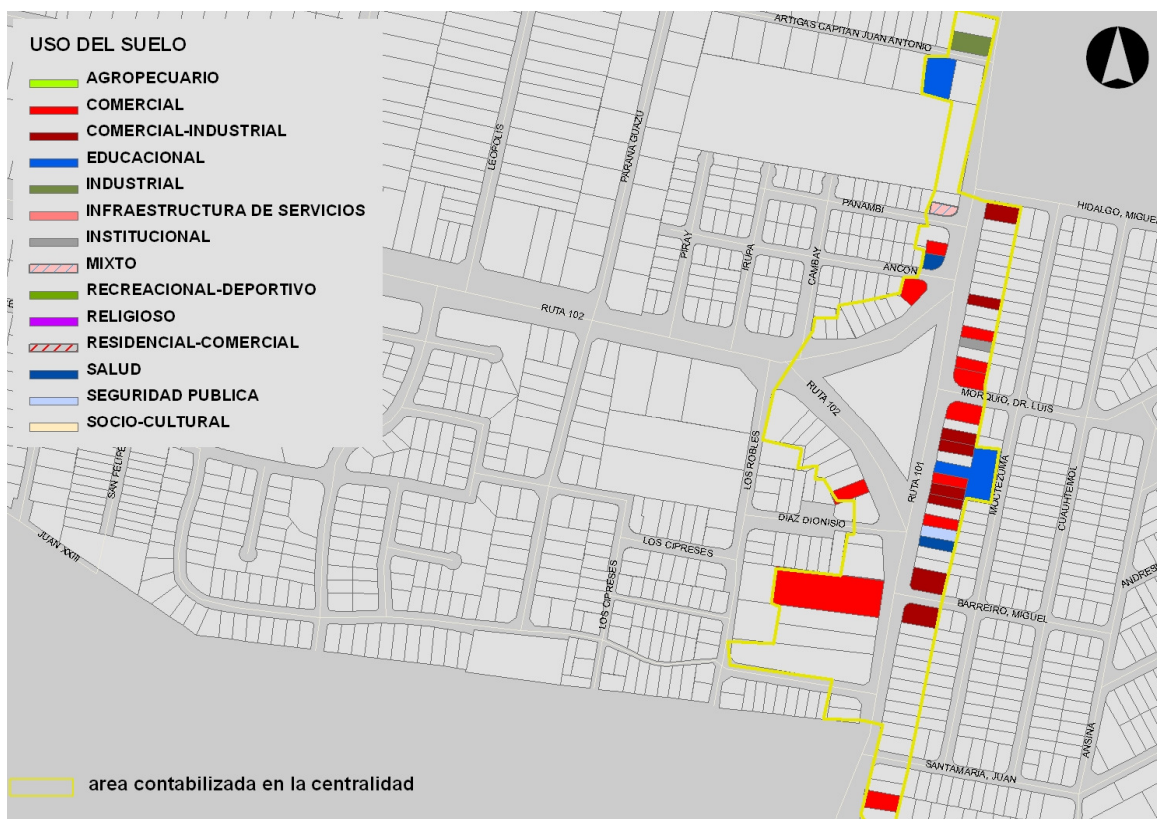 USO DEL SUELO
AGROPECUARIO
COMERCIAL
COMERCIAL-INDUSTRIAL
EDUCACIONAL
INDUSTRIAL
INFRAESTRUCTURA DE SERVICIOS
INSTITUCIONAL
MIXTO
RECREACIONAL-DEPORTIVO
RELIGIOSO
RESIDENCIAL-COMERCIAL
SALUD
SEGURIDAD PUBLICA
SOCIO-CULTURAL
ARTIGAS CAPITAN JUAN ANTONIO
LEOPOLIS
PARANA GUAZU
PANAMBI
HIDALGO, MIGUE
PIRAY
IRUPA
CAMBAY
ANCON
RUTA 102
RUTA 102
MORQUIO, DR. LUIS
LOS ROBLES
RUTA 101
MOCTEZUMA
CUAUHTEMOL
SAN FELIPE
DIAZ DIONISIO
JUAN XXIII
LOS CIPRESES
LOS CIPRESES
ANDRES
BARREIRO, MIGUEL
ANSINA
SANTAMARIA, JUAN
area contabilizada en la centralidad